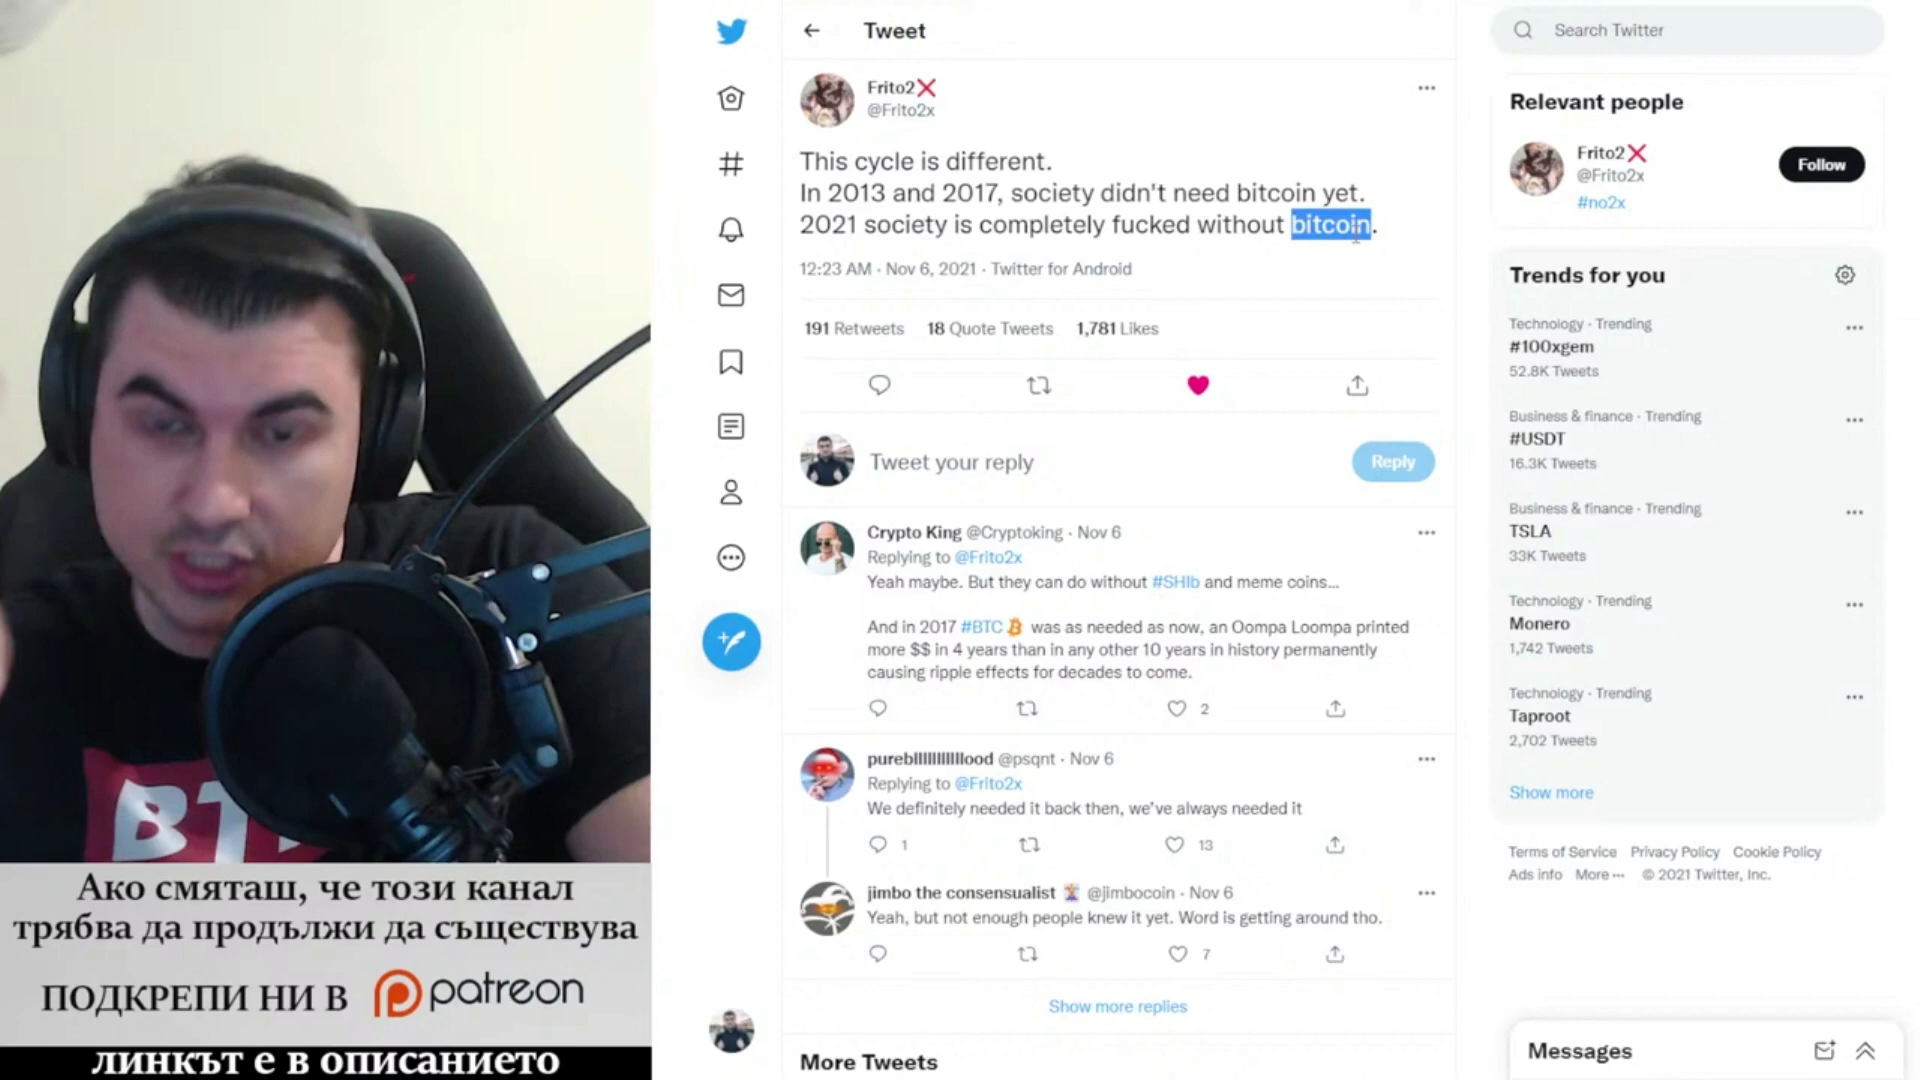 Tweet
Search Twitter
Frito2❌
@Frito2x
This cycle is different.
In 2013 and 2017, society didn't need bitcoin yet.
2021 society is completely fucked without bitcoin.
12:23 AM · Nov 6, 2021 · Twitter for Android
191 Retweets 18 Quote Tweets 1,781 Likes
Tweet your reply
Reply
Crypto King @Cryptoking · Nov 6
Replying to @Frito2x
Yeah maybe. But they can do without #SHIb and meme coins...
And in 2017 #BTC was as needed as now, an Oompa Loompa printed
more $$ in 4 years than in any other 10 years in history permanently
causing ripple effects for decades to come.
2
@psqnt · Nov 6
Replying to @Frito2x
We definitely needed it back then, we've always needed it
1 13
jimbo the consensualist @jimbocoin · Nov 6
Yeah, but not enough people knew it yet. Word is getting around tho.
7
Show more replies
More Tweets
Relevant people
Frito2❌
@Frito2x
#no2x
Follow
Trends for you
Technology · Trending
#100xgem
52.8K Tweets
Business & finance · Trending
#USDT
16.3K Tweets
Business & finance · Trending
TSLA
33K Tweets
Technology · Trending
Monero
1,742 Tweets
Technology · Trending
Taproot
2,702 Tweets
Show more
Terms of Service Privacy Policy Cookie Policy
Ads info More ··· © 2021 Twitter, Inc.
Messages
Ако смяташ, че този канал
трябва да продължи да съществува
ПОДКРЕПИ НИ В patreon
линкът е в описанието